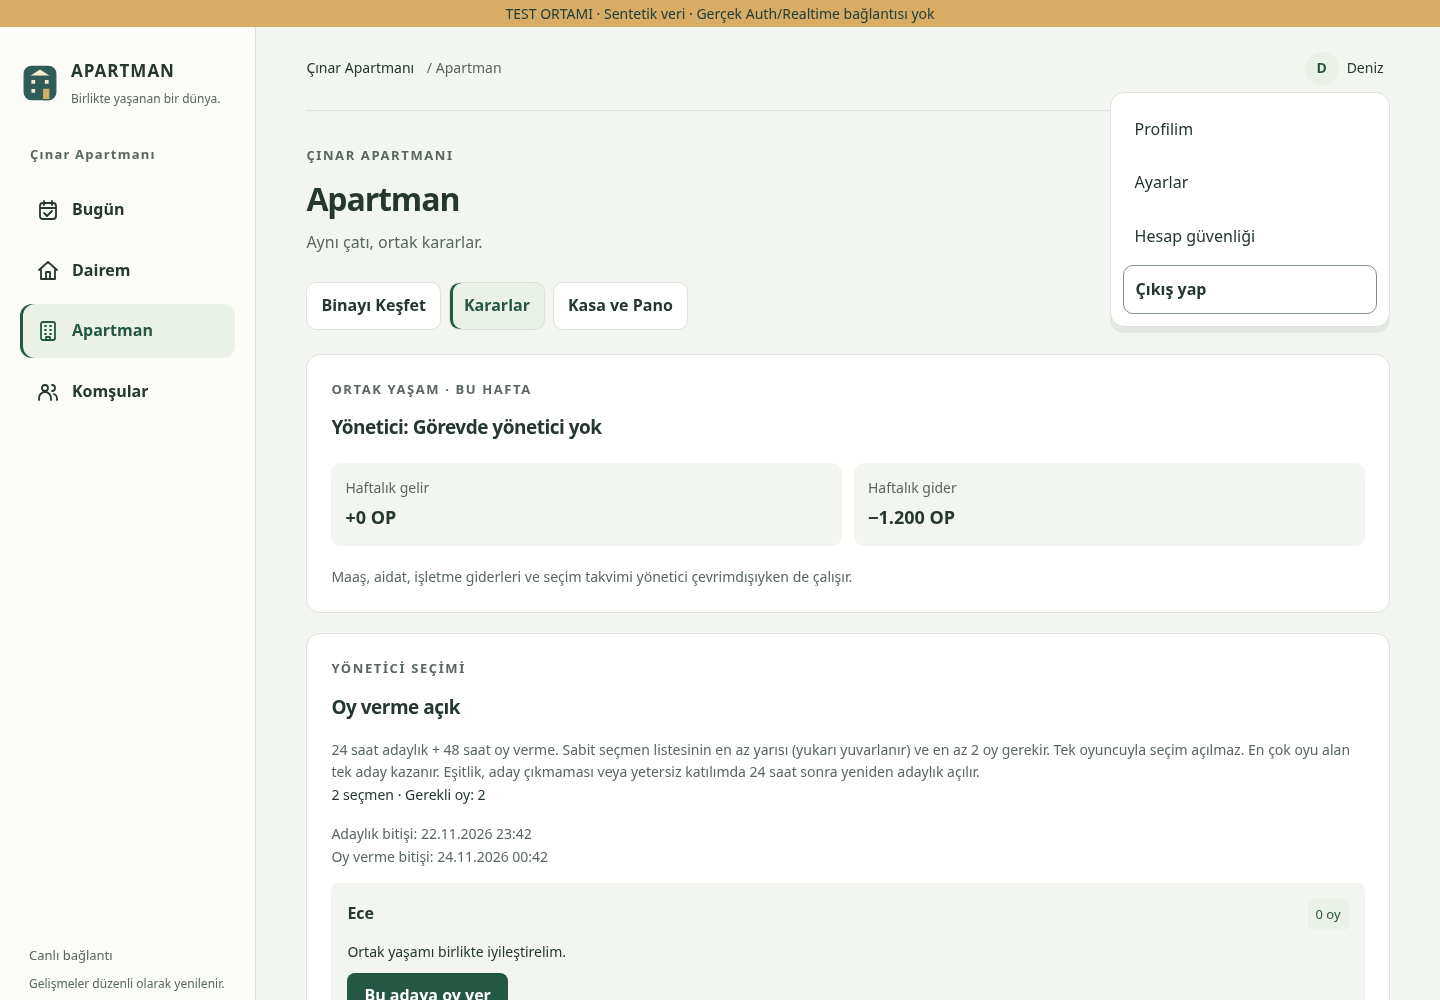 TEST ORTAMI · Sentetik veri · Gerçek Auth/Realtime bağlantısı yok
APARTMAN
Birlikte yaşanan bir dünya.
Çınar Apartmanı
Bugün
Dairem
Apartman
Komşular
Canlı bağlantı
Gelişmeler düzenli olarak yenilenir.
Çınar Apartmanı / Apartman
D Deniz
Profilim
Ayarlar
Hesap güvenliği
Çıkış yap
ÇINAR APARTMANI
Apartman
Aynı çatı, ortak kararlar.
Binayı Keşfet Kararlar Kasa ve Pano
ORTAK YAŞAM · BU HAFTA
Yönetici: Görevde yönetici yok
Haftalık gelir
+0 OP
Haftalık gider
−1.200 OP
Maaş, aidat, işletme giderleri ve seçim takvimi yönetici çevrimdışıyken de çalışır.
YÖNETİCİ SEÇİMİ
Oy verme açık
24 saat adaylık + 48 saat oy verme. Sabit seçmen listesinin en az yarısı (yukarı yuvarlanır) ve en az 2 oy gerekir. Tek oyuncuyla seçim açılmaz. En çok oyu alan
tek aday kazanır. Eşitlik, aday çıkmaması veya yetersiz katılımda 24 saat sonra yeniden adaylık açılır.
2 seçmen · Gerekli oy: 2
Adaylık bitişi: 22.11.2026 23:42
Oy verme bitişi: 24.11.2026 00:42
Ece
0 oy
Ortak yaşamı birlikte iyileştirelim.
Bu adaya oy ver